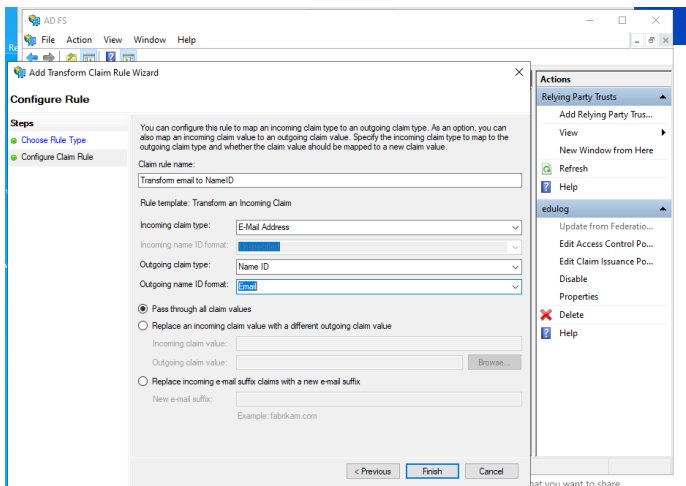 AD FS
File Action View Window Help
Add Transform Claim Rule Wizard
Configure Rule
Steps
Choose Rule Type
Configure Claim Rule
You can configure this rule to map an incoming claim type to an outgoing claim type. As an option, you can
also map an incoming claim value to an outgoing claim value. Specify the incoming claim type to map to the
outgoing claim type and whether the claim value should be mapped to a new claim value.
Claim rule name:
Transform email to NameID
Rule template: Transform an Incoming Claim
Incoming claim type:
E-Mail Address
Incoming name ID format:
Outgoing claim type:
Name ID
Outgoing name ID format:
Email
Pass through all claim values
Replace an incoming claim value with a different outgoing claim value
Incoming claim value:
Outgoing claim value:
Browse...
Replace incoming e-mail suffix claims with a new e-mail suffix
New e-mail suffix:
Example: fabrikam.com
< Previous
Finish
Cancel
Actions
Relying Party Trusts
Add Relying Party Trus...
View
New Window from Here
Refresh
Help
edulog
Update from Federatio...
Edit Access Control Po...
Edit Claim Issuance Po...
Disable
Properties
Delete
Help
hat you want to share